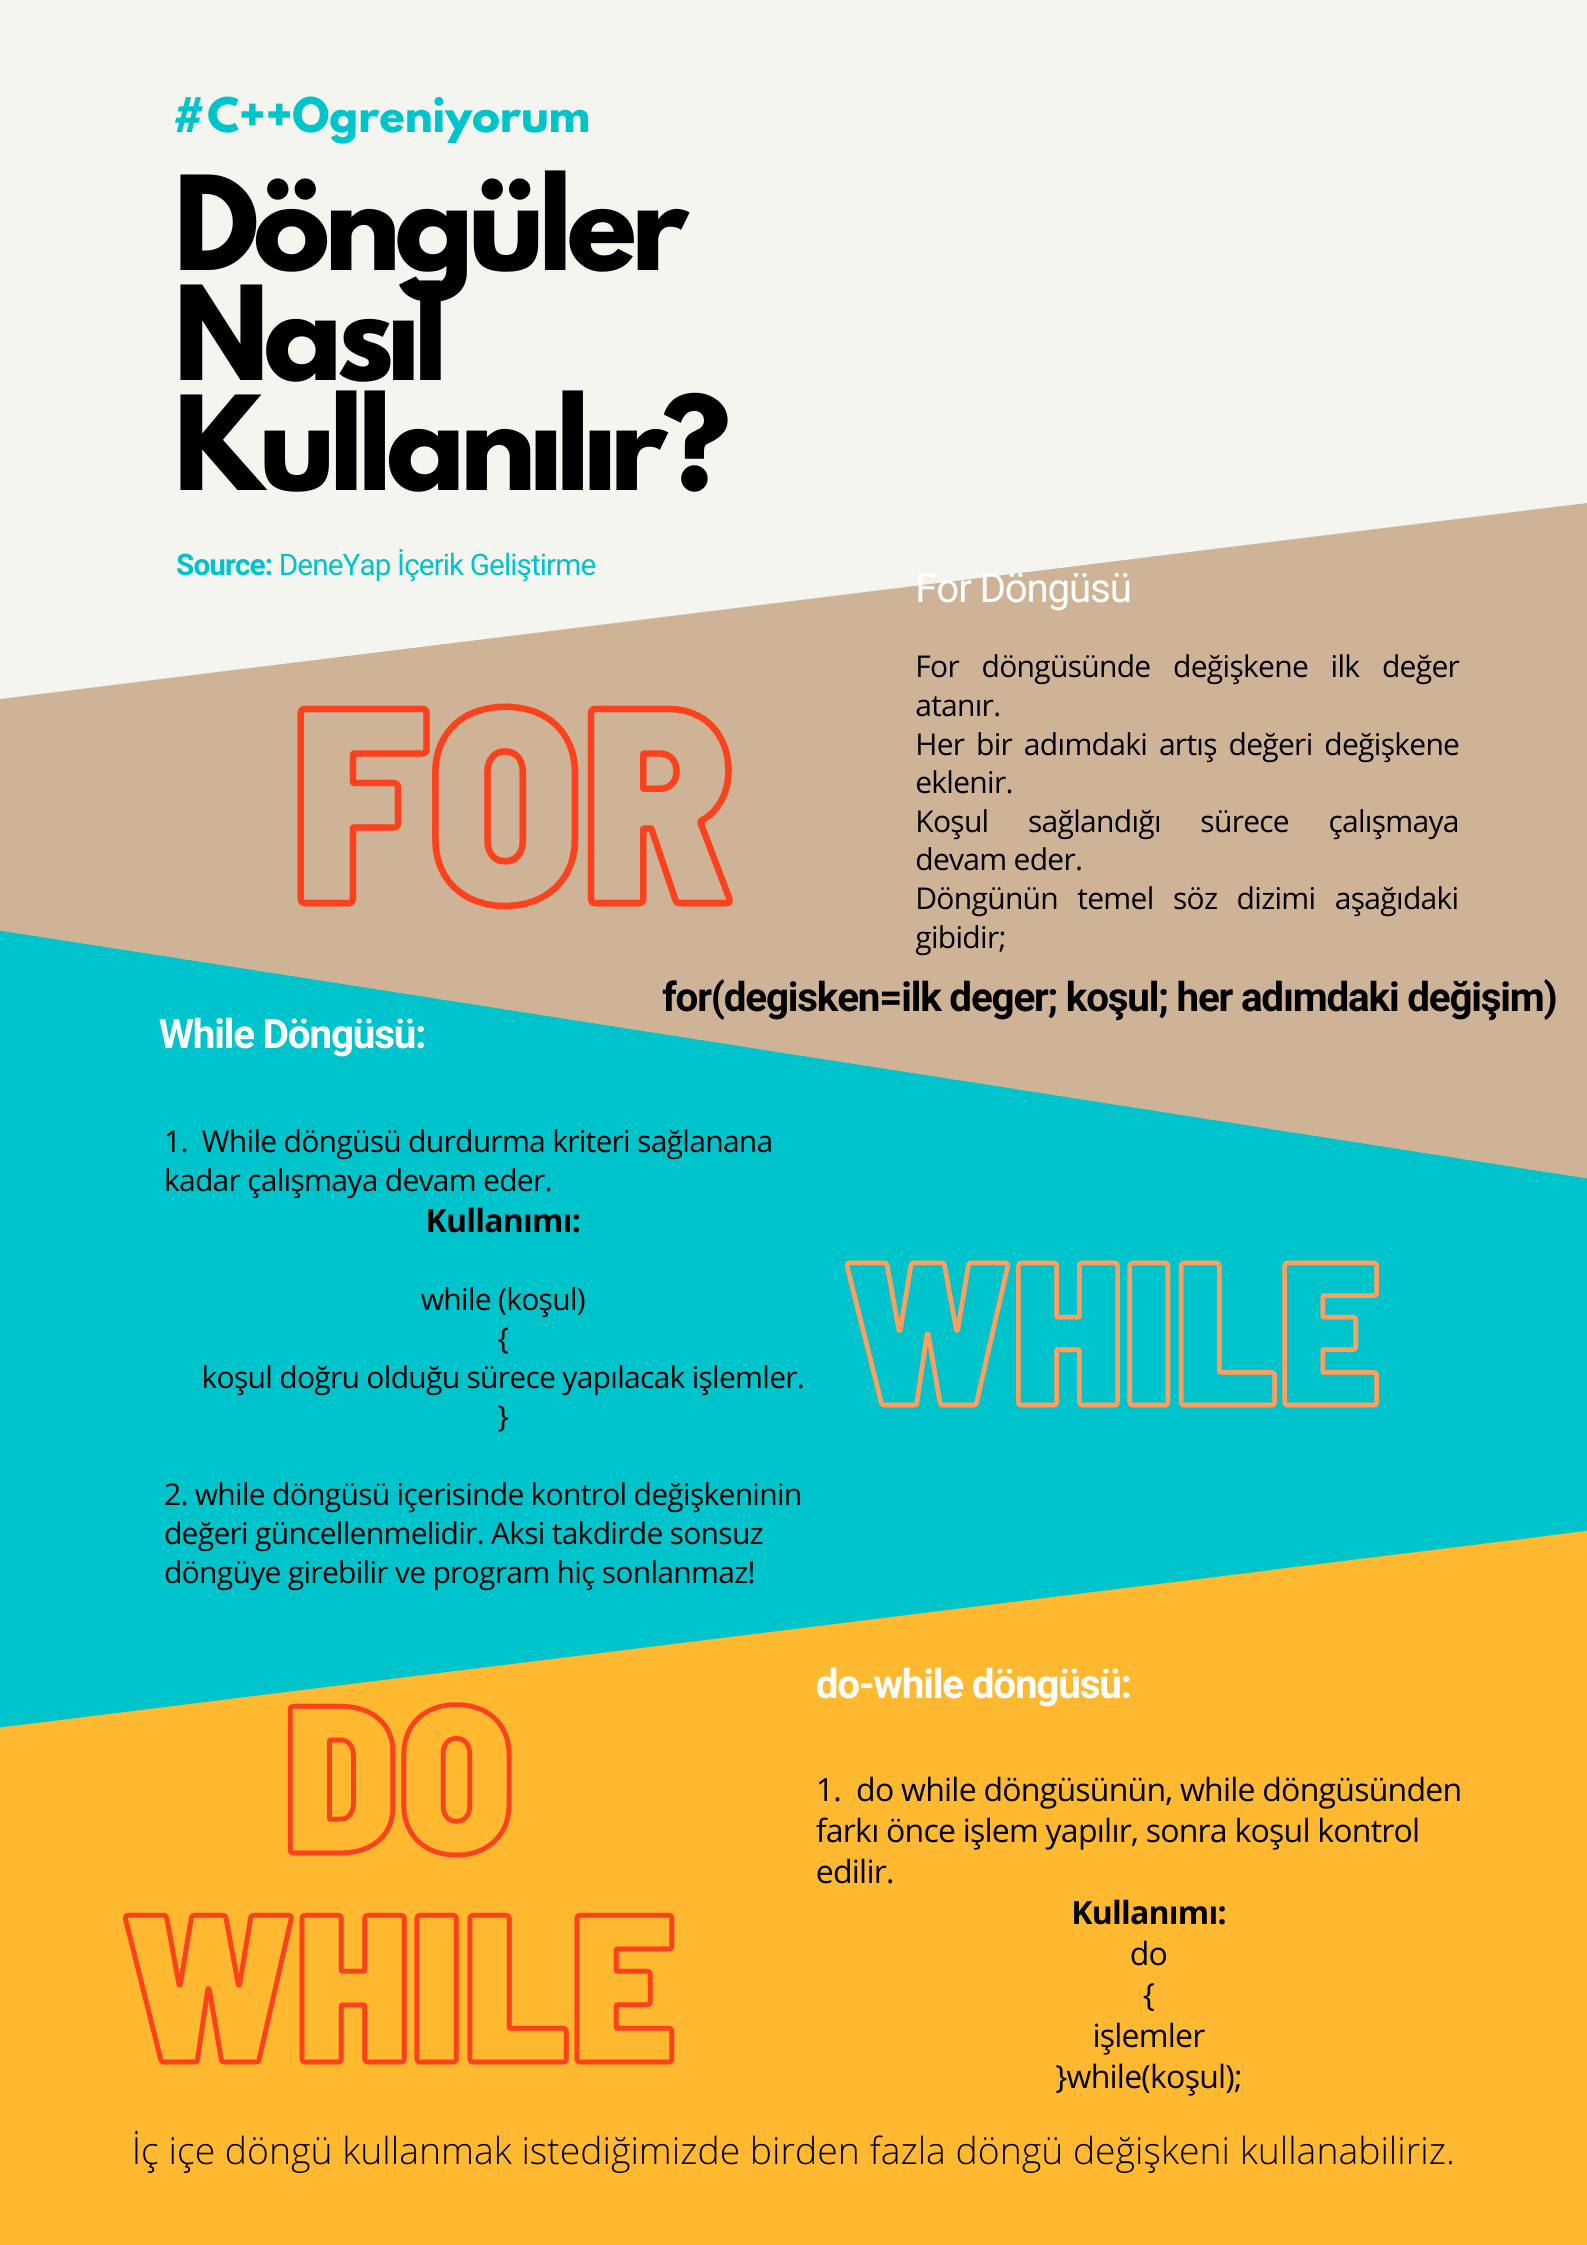 #C++Ogreniyorum
Döngüler
Nasıl
Kullanılır?
Source: DeneYap İçerik Geliştirme
For Döngüsü
For döngüsünde değişkene ilk değer
atanır.
Her bir adımdaki artış değeri değişkene
eklenir.
Koşul sağlandığı sürece çalışmaya
devam eder.
Döngünün temel söz dizimi aşağıdaki
gibidir;
FOR
for(degisken=ilk deger; koşul; her adımdaki değişim)
While Döngüsü:
1. While döngüsü durdurma kriteri sağlanana
kadar çalışmaya devam eder.
Kullanımı:
while (koşul)
{
koşul doğru olduğu sürece yapılacak işlemler.
}
2. while döngüsü içerisinde kontrol değişkeninin
değeri güncellenmelidir. Aksi takdirde sonsuz
döngüye girebilir ve program hiç sonlanmaz!
WHILE
DO
WHILE
do-while döngüsü:
1. do while döngüsünün, while döngüsünden
farkı önce işlem yapılır, sonra koşul kontrol
edilir.
Kullanımı:
do
{
işlemler
}while(koşul);
İç içe döngü kullanmak istediğimizde birden fazla döngü değişkeni kullanabiliriz.